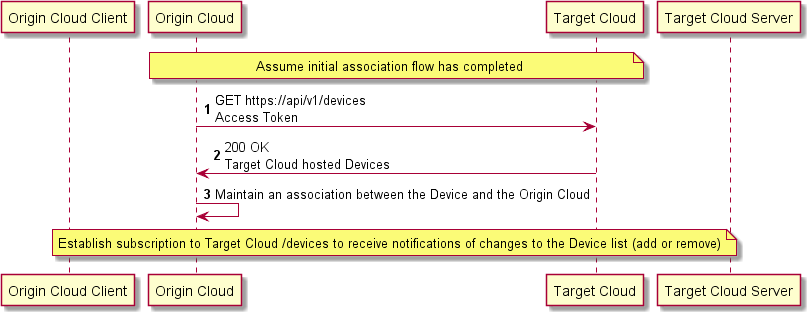 Origin Cloud Client
Origin Cloud
Target Cloud
Target Cloud Server
Assume initial association flow has completed
1 GET https://api/v1/devices
Access Token
2 200 OK
Target Cloud hosted Devices
3 Maintain an association between the Device and the Origin Cloud
Establish subscription to Target Cloud /devices to receive notifications of changes to the Device list (add or remove)
Origin Cloud Client
Origin Cloud
Target Cloud
Target Cloud Server